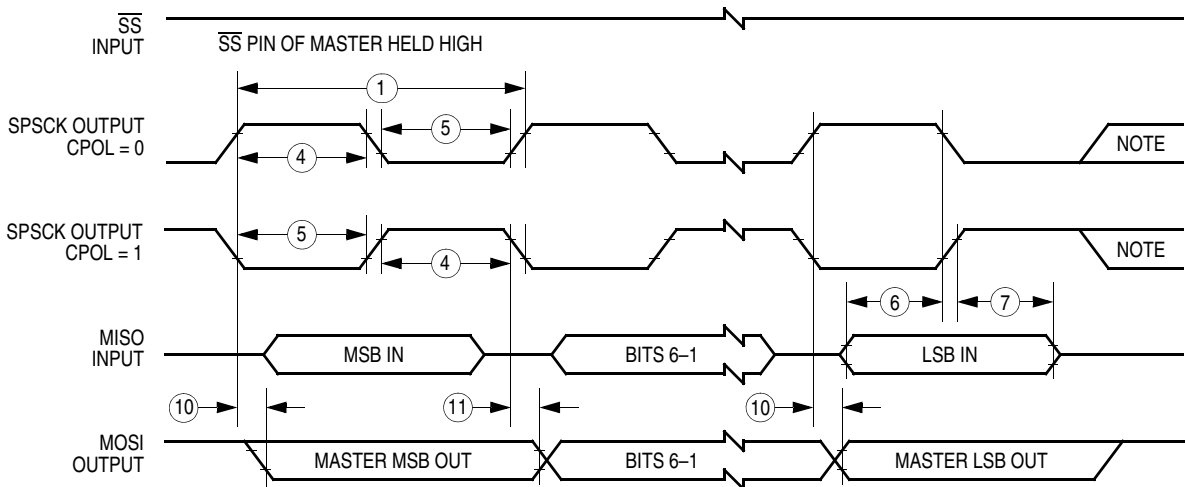 SS
INPUT
SS PIN OF MASTER HELD HIGH
1
SPSCK OUTPUT
CPOL = 0
5
4
NOTE
SPSCK OUTPUT
CPOL = 1
5
4
NOTE
6
7
MISO
INPUT
MSB IN
BITS 6–1
LSB IN
10
11
10
MOSI
OUTPUT
MASTER MSB OUT
BITS 6–1
MASTER LSB OUT